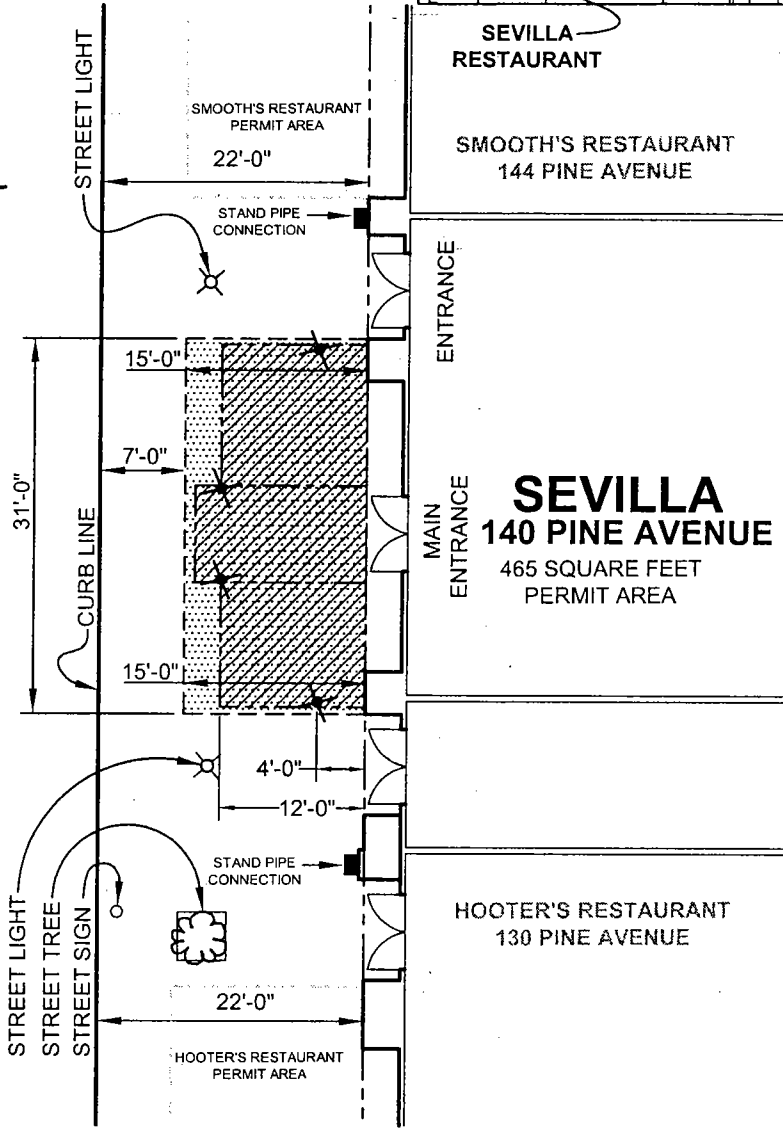 SEVILLA
RESTAURANT
STREET LIGHT
SMOOTH'S RESTAURANT
PERMIT AREA
22'-0"
SMOOTH'S RESTAURANT
144 PINE AVENUE
STAND PIPE
CONNECTION
ENTRANCE
15'-0"
7'-0"
31'-0"
CURB LINE
MAIN
ENTRANCE
SEVILLA
140 PINE AVENUE
465 SQUARE FEET
PERMIT AREA
15'-0"
4'-0"
12'-0"
STAND PIPE
CONNECTION
STREET LIGHT
STREET TREE
STREET SIGN
HOOTER'S RESTAURANT
130 PINE AVENUE
22'-0"
HOOTER'S RESTAURANT
PERMIT AREA